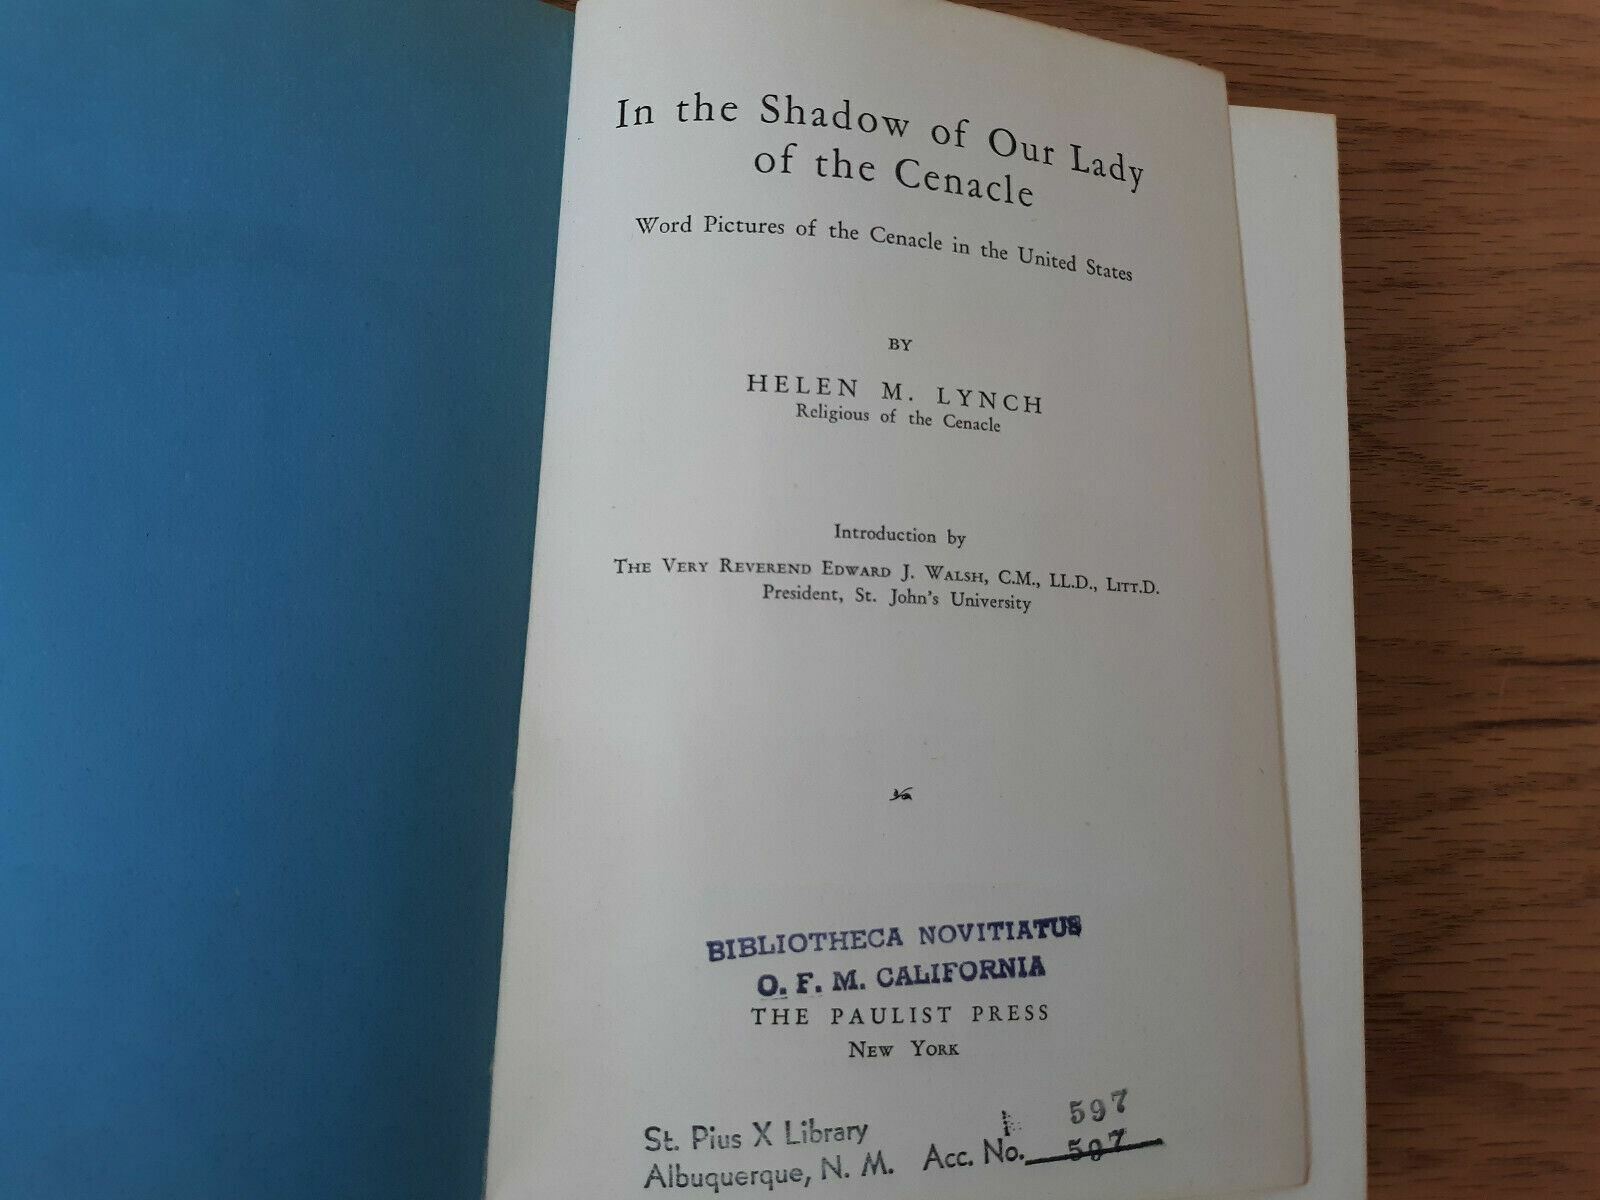 In the Shadow of Our Lady
of the Cenacle
Word Pictures of the Cenacle in the United States
BY
HELEN M. LYNCH
Religious of the Cenacle
Introduction by
THE VERY REVEREND EDWARD J. WALSH, C.M., LL.D., LITT.D.
President, St. John's University
BIBLIOTHECA NOVITIATUS
O. F. M. CALIFORNIA
THE PAULIST PRESS
NEW YORK
St. Pius X Library
Albuquerque, N. M.
597
Acc. No. 597